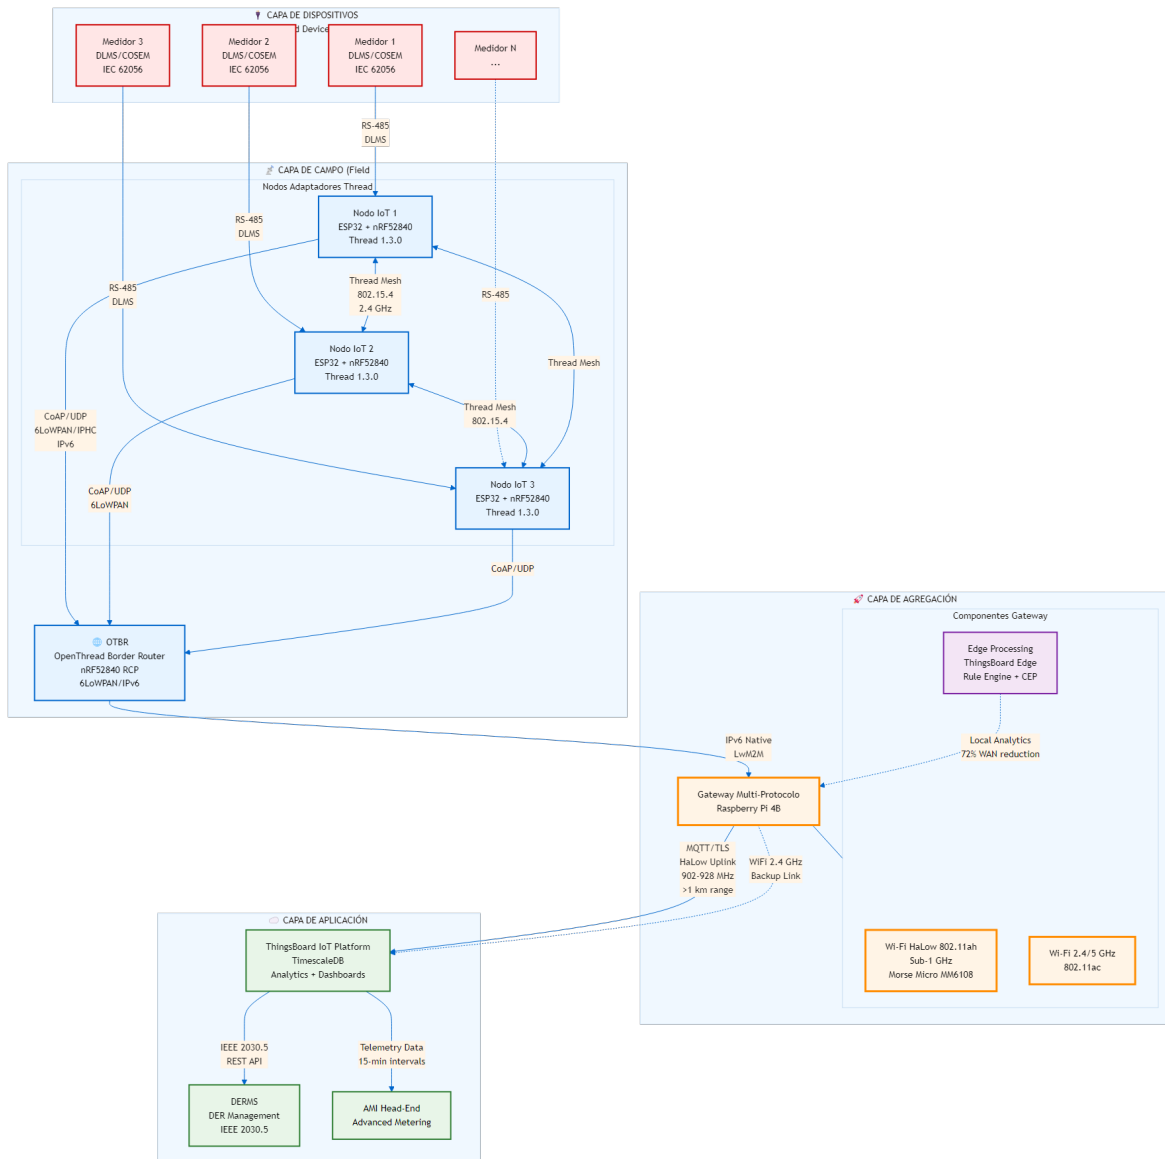 CAPA DE DISPOSITIVOS
d Device
Medidor 3
DLMS/COSEM
IEC 62056
Medidor 2
DLMS/COSEM
IEC 62056
Medidor 1
DLMS/COSEM
IEC 62056
Medidor N
...
RS-485
DLMS
CAPA DE CAMPO (Field
Nodos Adaptadores Thread
Nodo IoT 1
ESP32 + nRF52840
Thread 1.3.0
RS-485
DLMS
RS-485
DLMS
Thread Mesh
802.15.4
2.4 GHz
RS-485
Nodo IoT 2
ESP32 + nRF52840
Thread 1.3.0
Thread Mesh
Thread Mesh
802.15.4
CoAP/UDP
6LoWPAN/IPHC
IPv6
CoAP/UDP
6LoWPAN
Nodo IoT 3
ESP32 + nRF52840
Thread 1.3.0
CoAP/UDP
OTBR
OpenThread Border Router
nRF52840 RCP
6LoWPAN/IPv6
CAPA DE AGREGACIÓN
Componentes Gateway
Edge Processing
ThingsBoard Edge
Rule Engine + CEP
IPv6 Native
LwM2M
Local Analytics
72% WAN reduction
Gateway Multi-Protocolo
Raspberry Pi 4B
MQTT/TLS
HaLow Uplink
902-928 MHz
>1 km range
WiFi 2.4 GHz
Backup Link
Wi-Fi HaLow 802.11ah
Sub-1 GHz
Morse Micro MM6108
Wi-Fi 2.4/5 GHz
802.11ac
CAPA DE APLICACIÓN
ThingsBoard IoT Platform
TimescaleDB
Analytics + Dashboards
IEEE 2030.5
REST API
Telemetry Data
15-min intervals
DERMS
DER Management
IEEE 2030.5
AMI Head-End
Advanced Metering